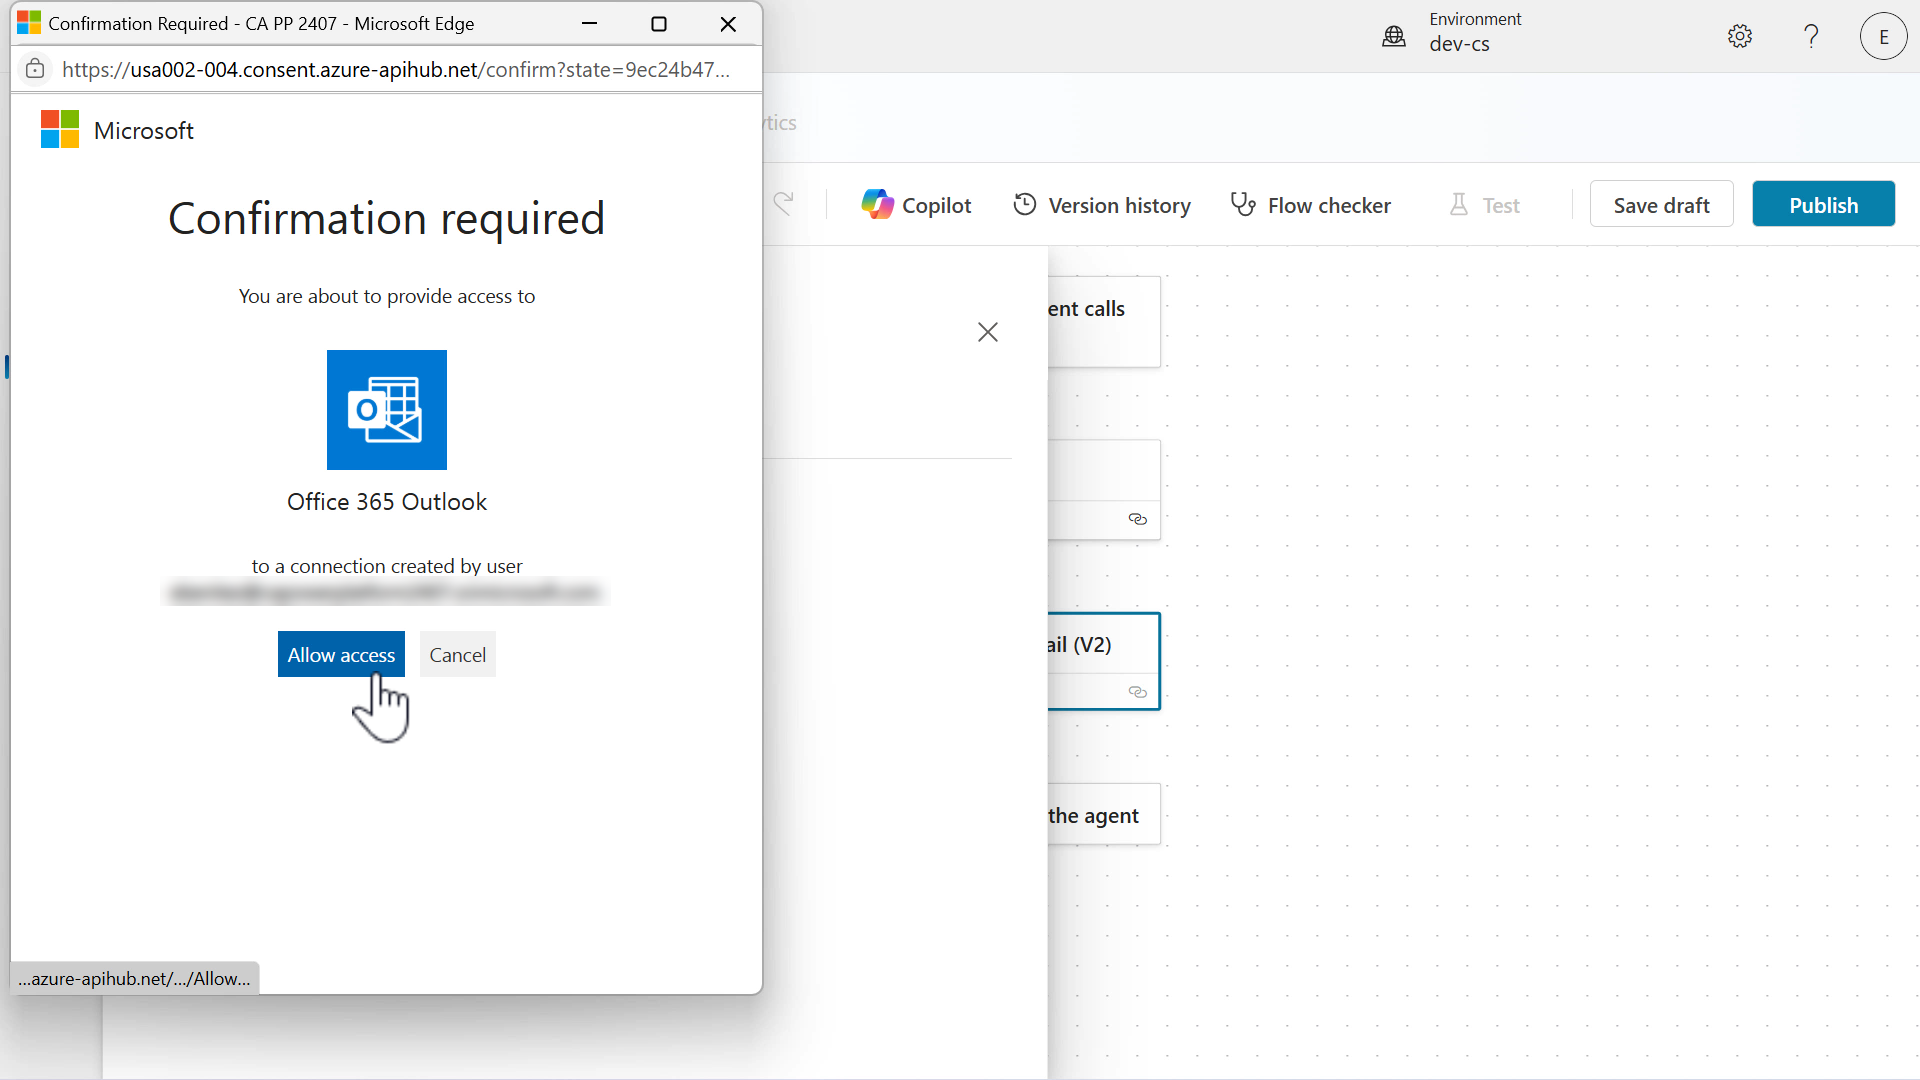 Confirmation Required - CA PP 2407 - Microsoft Edge
https://usa002-004.consent.azure-apihub.net/confirm?state=9ec24b47...
Microsoft
Confirmation required
You are about to provide access to
Office 365 Outlook
to a connection created by user
Allow access
Cancel
...azure-apihub.net/.../Allow...
Environment
dev-cs
?
E
ytics
Copilot
Version history
Flow checker
Test
Save draft
Publish
ent calls
ail (V2)
the agent